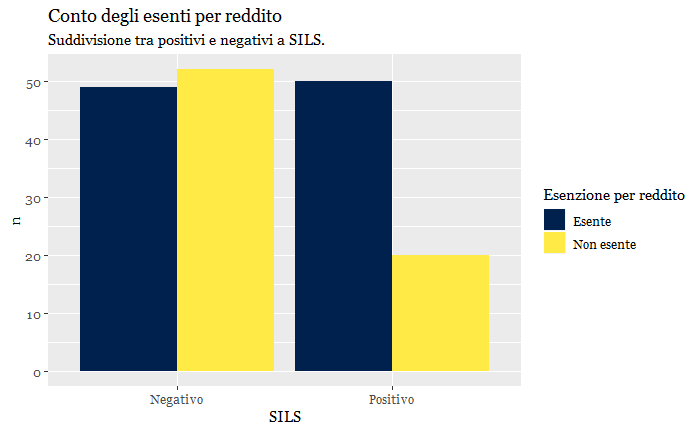 Conto degli esenti per reddito
Suddivisione tra positivi e negativi a SILS.
50
40
30
20
10
0
n
Negativo
Positivo
SILS
Esenzione per reddito
Esente
Non esente